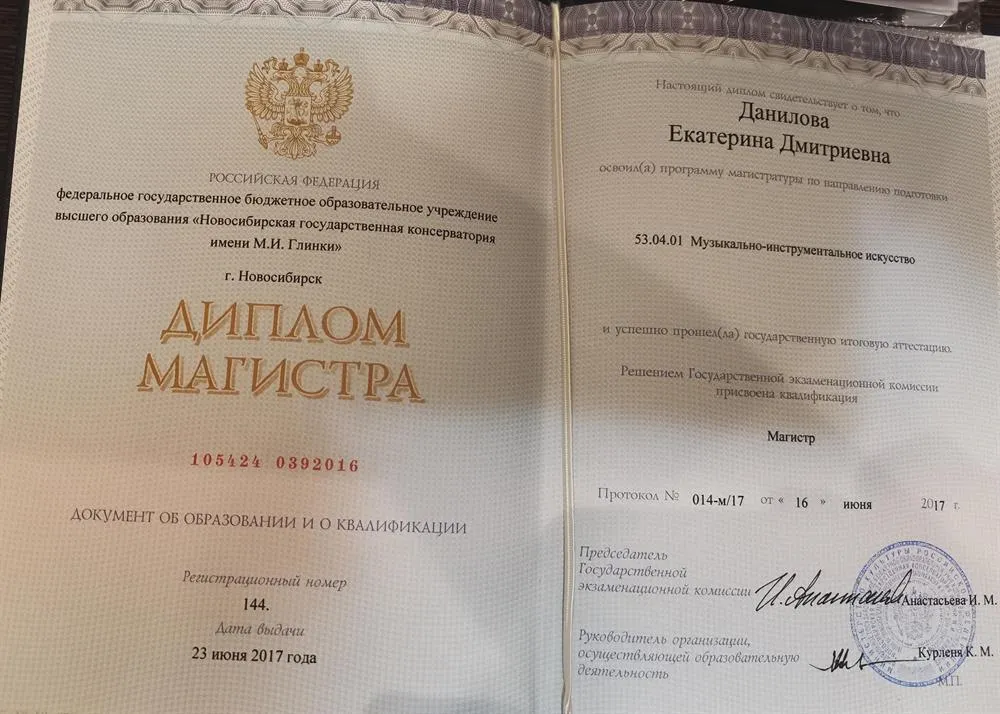 РОССИЙСКАЯ ФЕДЕРАЦИЯ
федеральное государственное бюджетное образовательное учреждение
высшего образования «Новосибирская государственная консерватория
имени М.И. Глинки»
г. Новосибирск
ДИПЛОМ
МАГИСТРА
105424 0392016
ДОКУМЕНТ ОБ ОБРАЗОВАНИИ И О КВАЛИФИКАЦИИ
Регистрационный номер
144.
Дата выдачи
23 июня 2017 года
Настоящий диплом свидетельствует о том, что
Данилова
Екатерина Дмитриевна
освоил(а) программу магистратуры по направлению подготовки
53.04.01 Музыкально-инструментальное искусство
и успешно прошел(ла) государственную итоговую аттестацию.
Решением Государственной экзаменационной комиссии
присвоена квалификация
Магистр
Протокол № 014-м/17 от « 16 » июня 2017 г.
Председатель
Государственной
экзаменационной комиссии И. Анастасьева Анастасьева И. М.
Руководитель организации,
осуществляющей образовательную
деятельность Курленя К. М.
М.П.